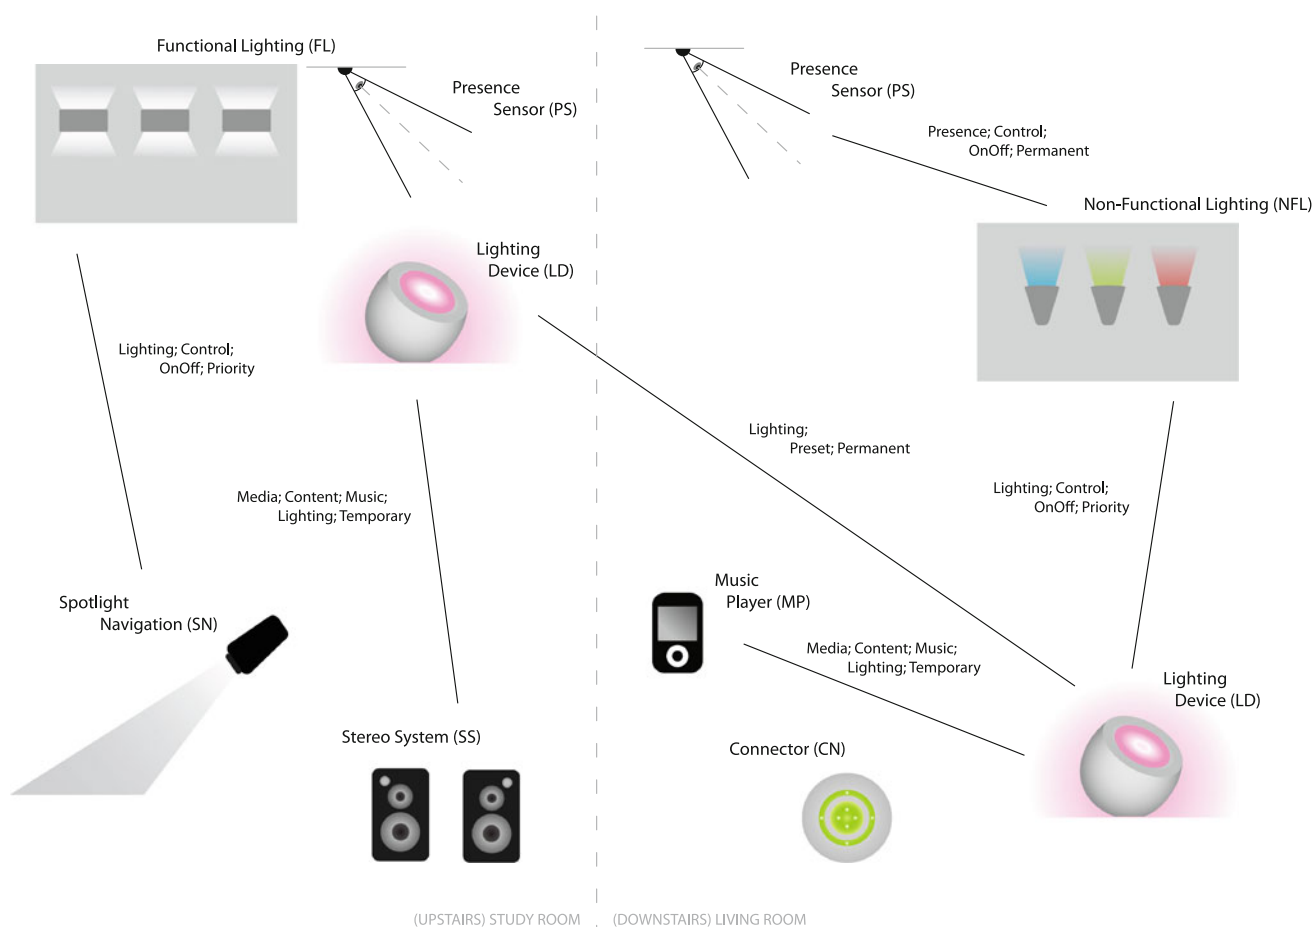 Functional Lighting (FL)
Presence
Sensor (PS)
Presence
Sensor (PS)
Presence; Control;
OnOff; Permanent
Non-Functional Lighting (NFL)
Lighting
Device (LD)
Lighting; Control;
OnOff; Priority
Lighting;
Preset; Permanent
Media; Content; Music;
Lighting; Temporary
Lighting; Control;
OnOff; Priority
Spotlight
Navigation (SN)
Music
Player (MP)
Media; Content; Music;
Lighting; Temporary
Lighting
Device (LD)
Stereo System (SS)
Connector (CN)
(UPSTAIRS) STUDY ROOM
(DOWNSTAIRS) LIVING ROOM